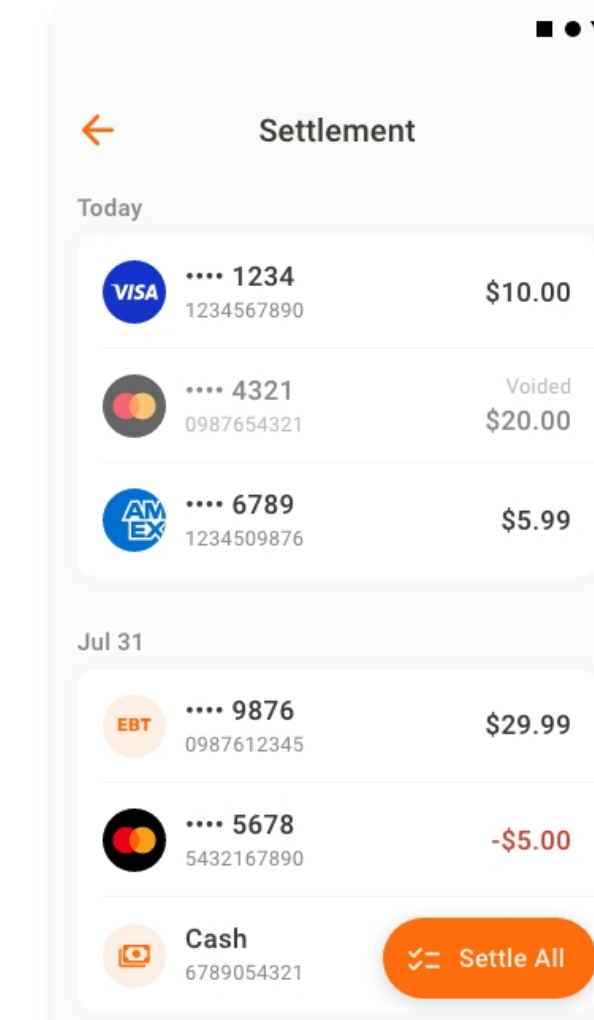 Settlement
Today
VISA
•••• 1234
1234567890
$10.00
•••• 4321
0987654321
Voided
$20.00
AM
EX
•••• 6789
1234509876
$5.99
Jul 31
EBT
•••• 9876
0987612345
$29.99
•••• 5678
5432167890
-$5.00
Cash
6789054321
Settle All